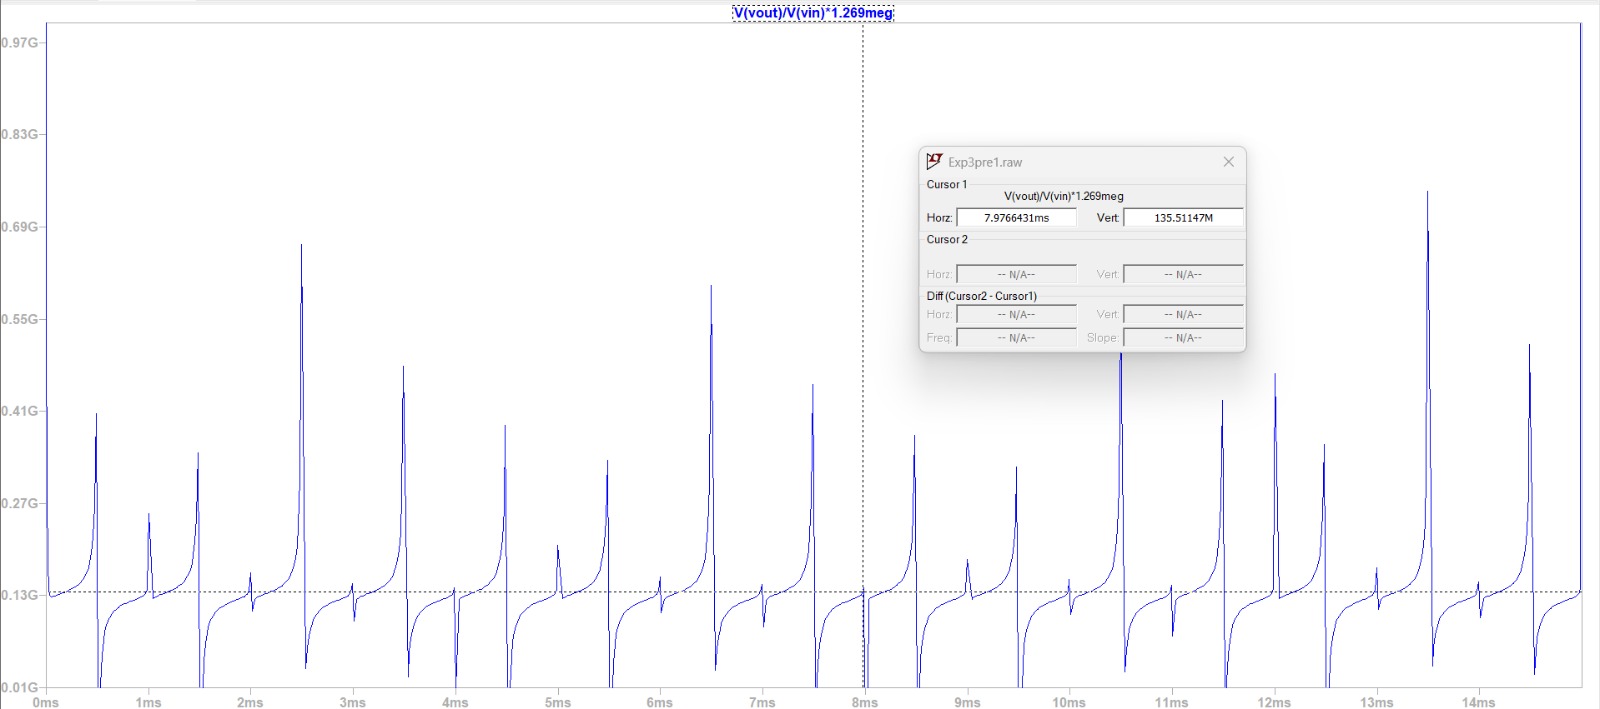 V(vout)/V(vin)*1.269meg
0.97G
0.83G
0.69G
0.55G
0.41G
0.27G
0.13G
0.01G
Exp3pre1.raw
Cursor 1
V(vout)/V(vin)*1.269meg
Horz: 7.9766431ms Vert: 135.51147M
Cursor 2
Horz: -- N/A-- Vert: -- N/A--
Diff (Cursor2 - Cursor1)
Horz: -- N/A-- Vert: -- N/A--
Freq: -- N/A-- Slope: -- N/A--
0ms 1ms 2ms 3ms 4ms 5ms 6ms 7ms 8ms 9ms 10ms 11ms 12ms 13ms 14ms